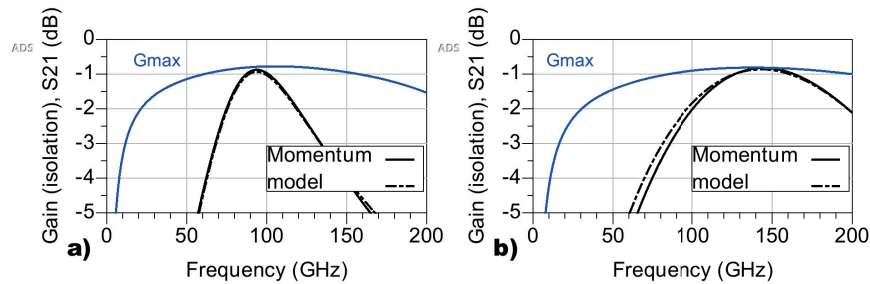 ADS
Gain (isolation), S21 (dB)
0
-1
-2
-3
-4
-5
Gmax
Momentum
model
0
50
100
150
200
a)
Frequency (GHz)
ADS
Gain (isolation), S21 (dB)
0
-1
-2
-3
-4
-5
Gmax
Momentum
model
0
50
100
150
200
b)
Frequency (GHz)